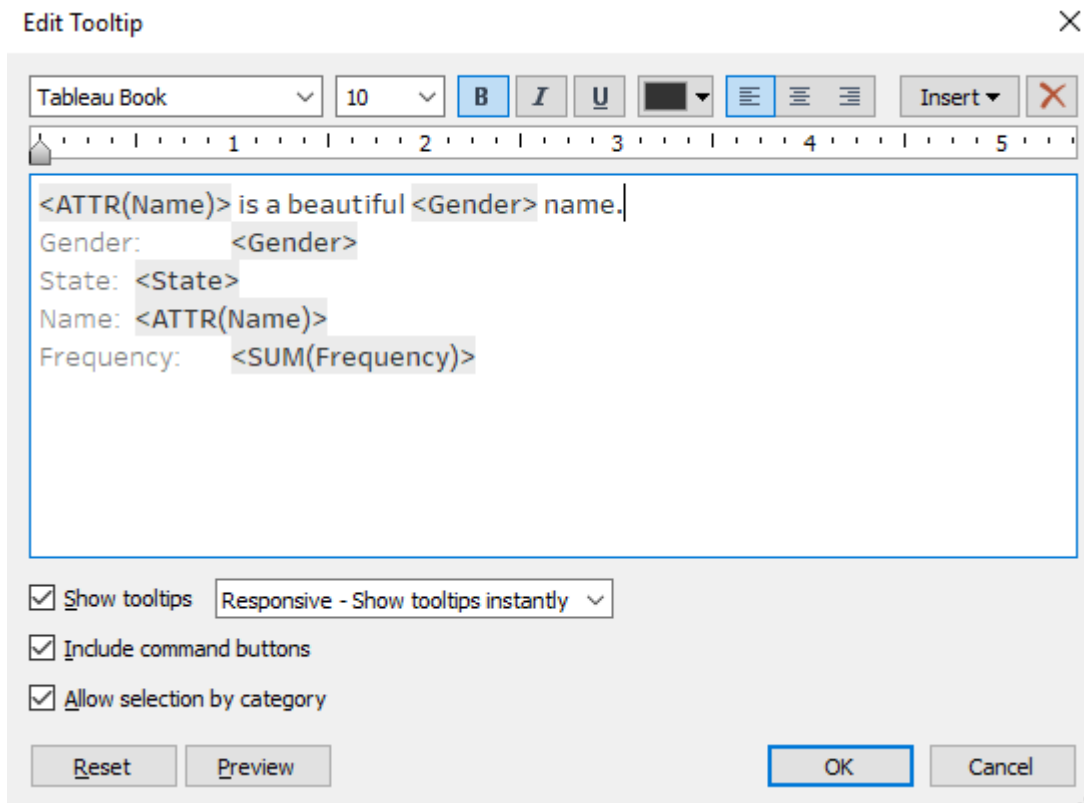 Edit Tooltip
Tableau Book 10 B I U Insert
1 2 3 4 5
<ATTR(Name)> is a beautiful <Gender> name.
Gender: <Gender>
State: <State>
Name: <ATTR(Name)>
Frequency: <SUM(Frequency)>
Show tooltips Responsive - Show tooltips instantly
Include command buttons
Allow selection by category
Reset Preview OK Cancel